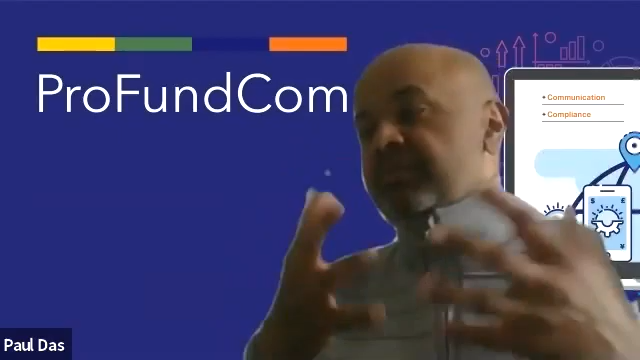 ProFundCom
• Communication
• Compliance
$ £
Paul Das